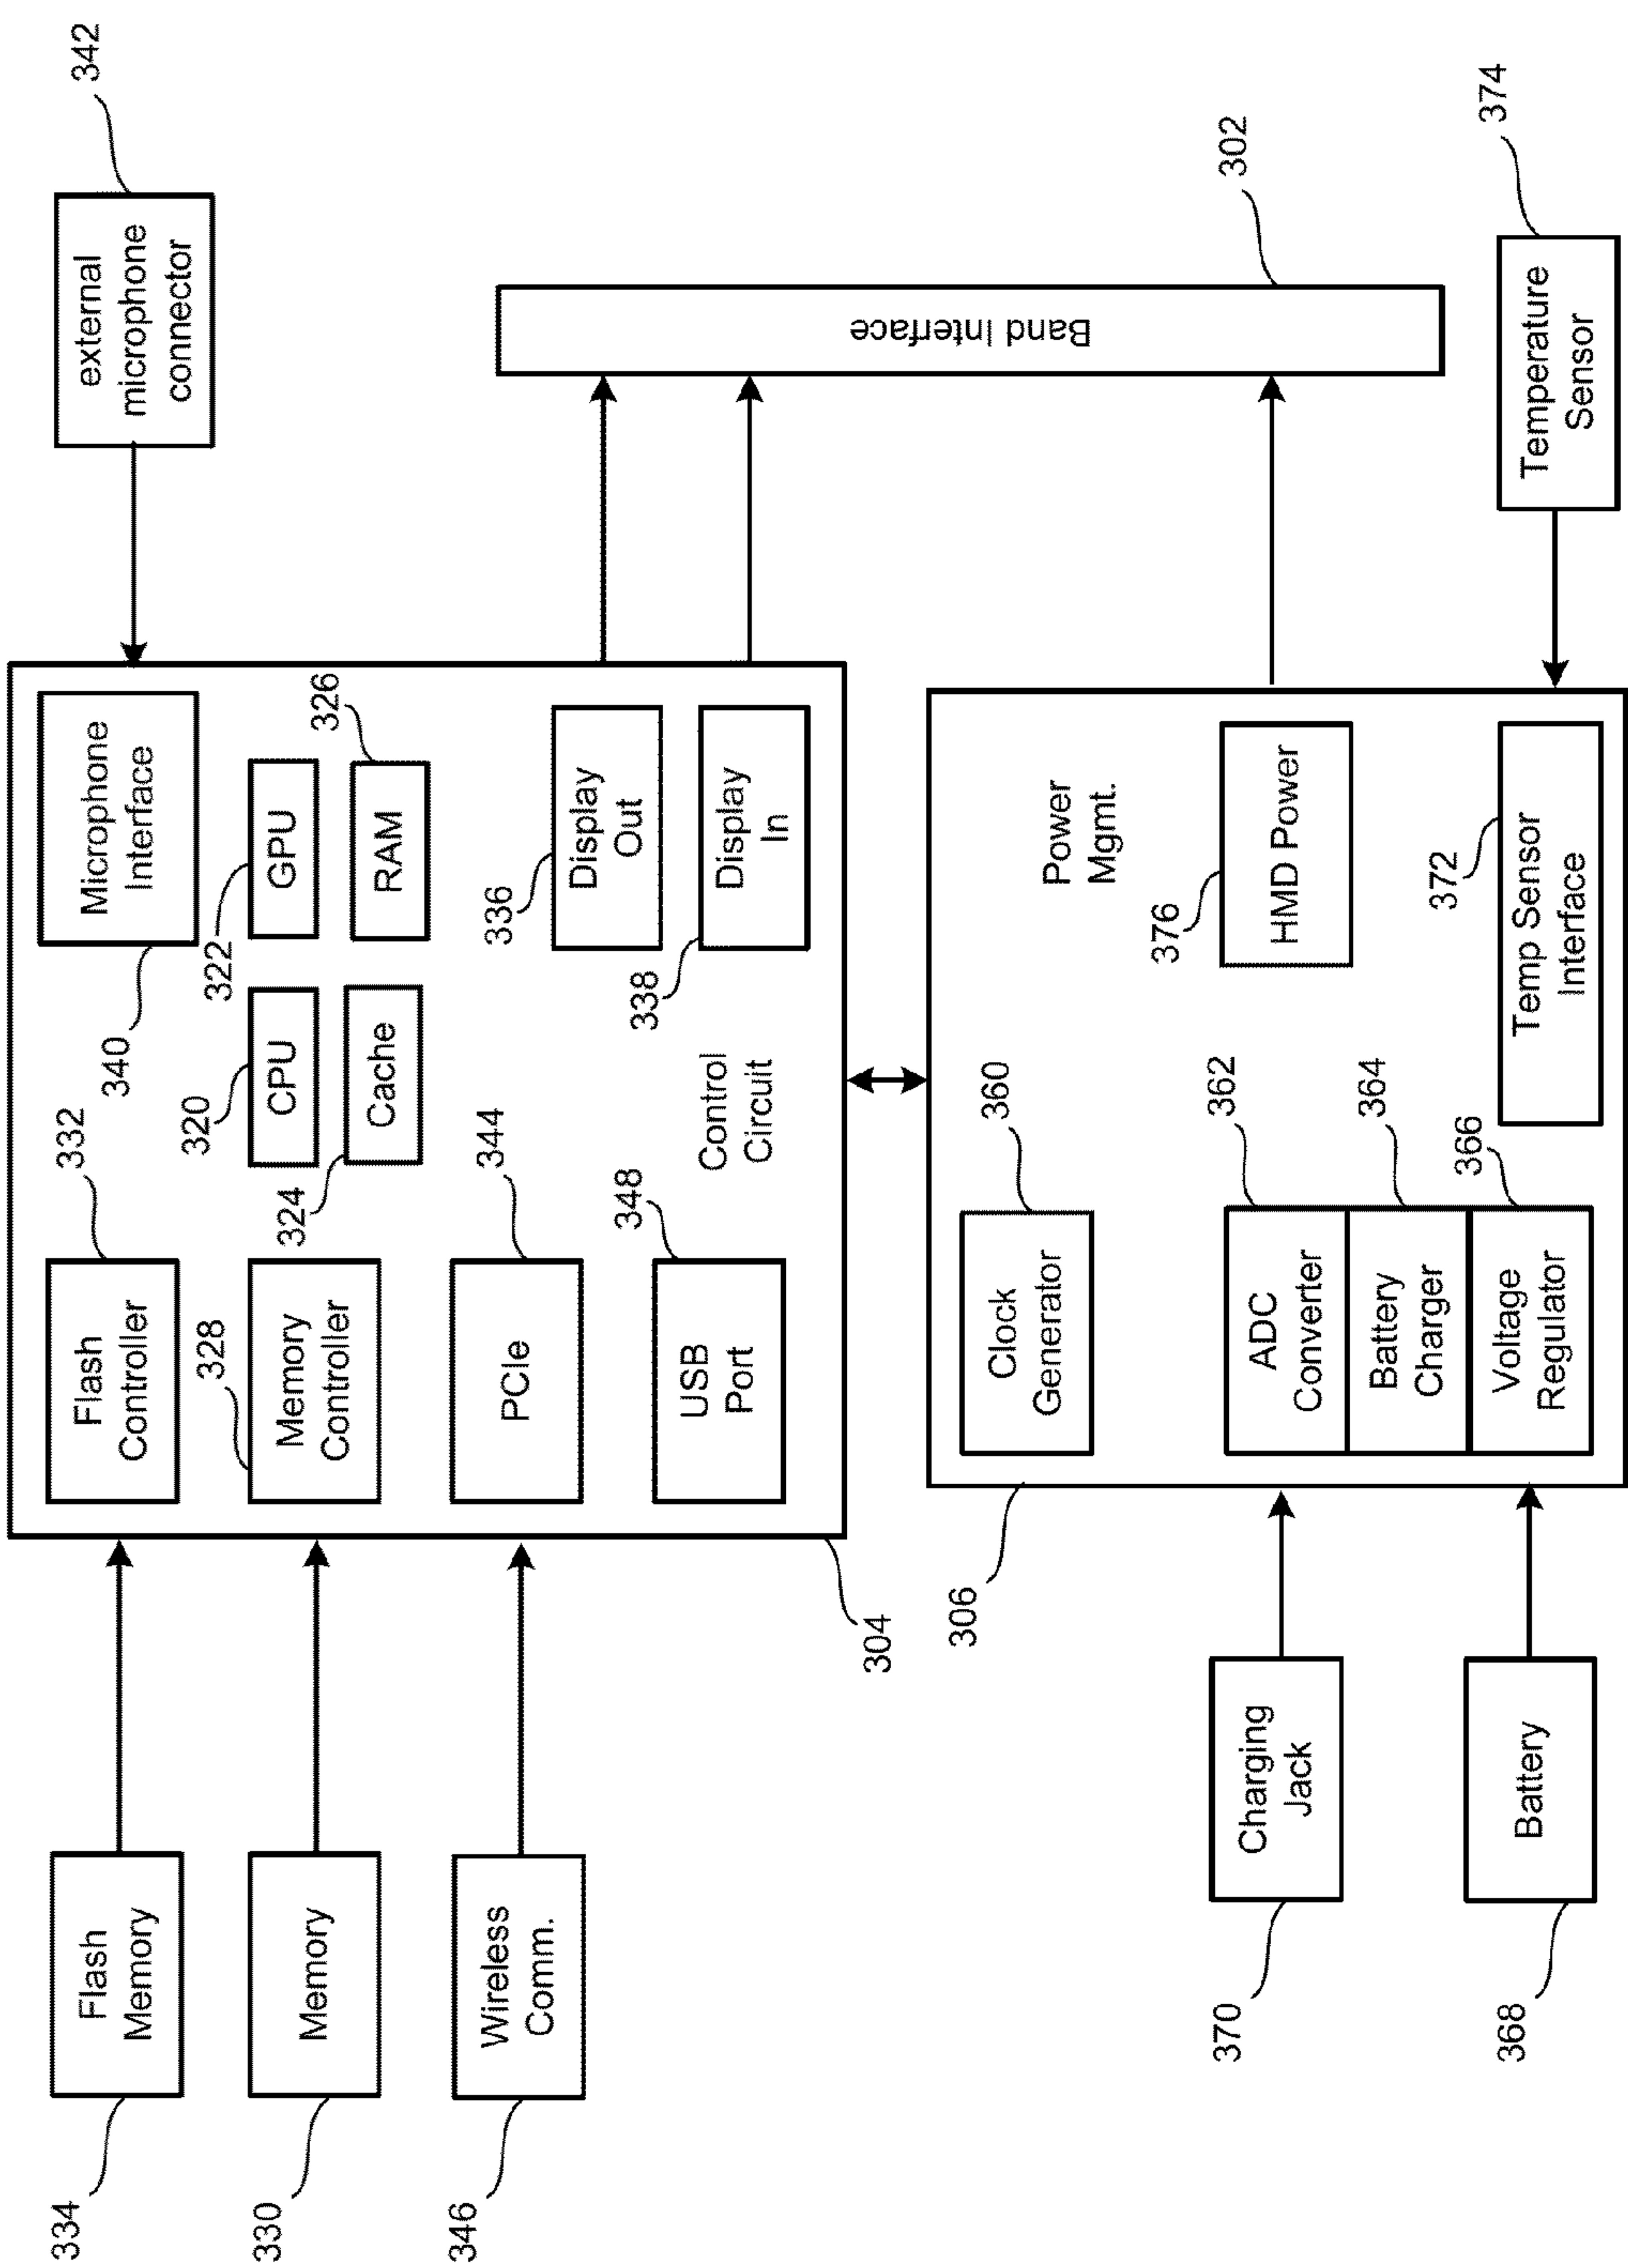 342
external
microphone
connector
Microphone
Interface
340
322
GPU
326
RAM
320
CPU
324
Cache
332
Flash
Controller
328
Memory
Controller
344
PCIe
348
USB
Port
Control
Circuit
336
Display
Out
338
Display
In
304
334
Flash
Memory
330
Memory
346
Wireless
Comm.
302
Band Interface
306
360
Clock
Generator
Power
Mgmt.
376
HMD Power
362
ADC
Converter
364
Battery
Charger
366
Voltage
Regulator
372
Temp Sensor
Interface
374
Temperature
Sensor
370
Charging
Jack
368
Battery